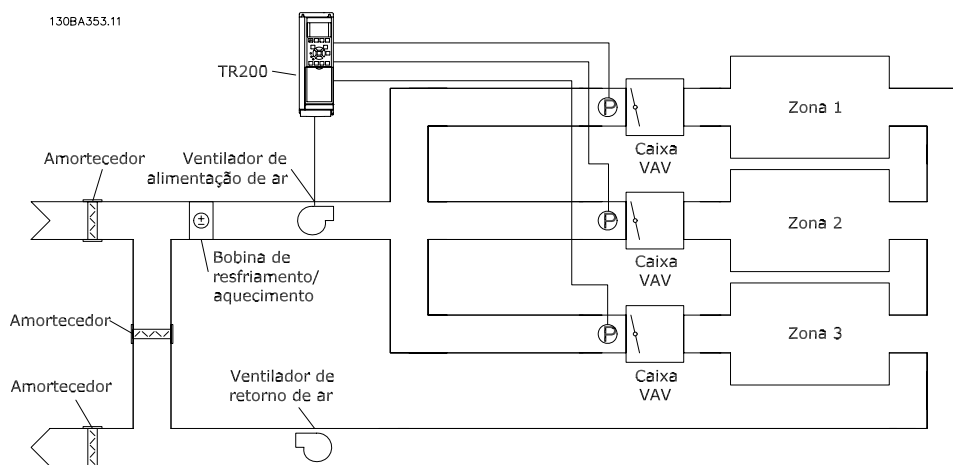 130BA353.11
TR200
Amortecedor
Ventilador de
alimentação de ar
Bobina de
resfriamento/
aquecimento
Amortecedor
Amortecedor
Ventilador de
retorno de ar
P
Caixa
VAV
Zona 1
P
Caixa
VAV
Zona 2
P
Caixa
VAV
Zona 3
±